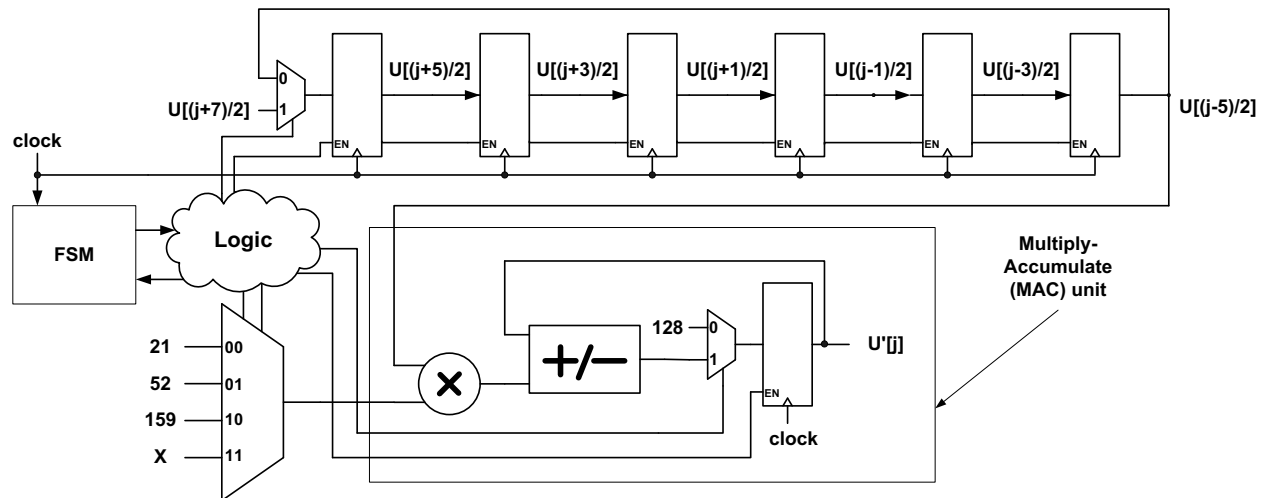 0
1
U[(j+7)/2]
U[(j+5)/2]
U[(j+3)/2]
U[(j+1)/2]
U[(j-1)/2]
U[(j-3)/2]
U[(j-5)/2]
EN
EN
EN
EN
EN
EN
clock
FSM
Logic
Multiply-
Accumulate
(MAC) unit
21
00
52
01
159
10
X
11
×
+/−
128
0
1
EN
U'[j]
clock